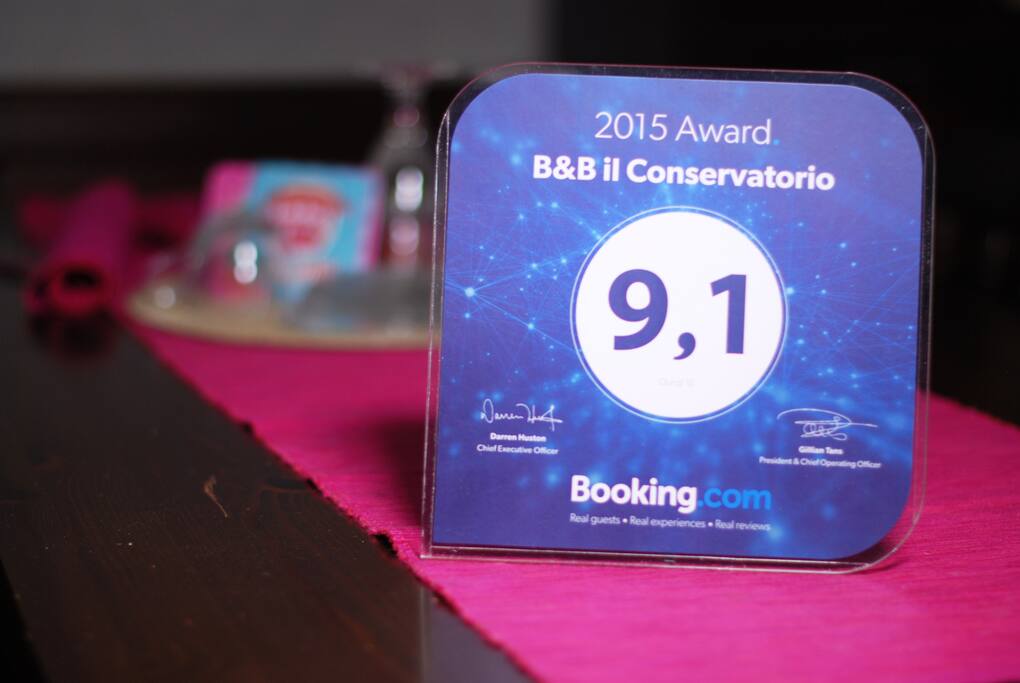 2015 Award.
B&B il Conservatorio
9,1
Darren Huston
Chief Executive Officer
Gillian Tans
President & Chief Operating Officer
Booking.com
Real guests • Real experiences • Real reviews